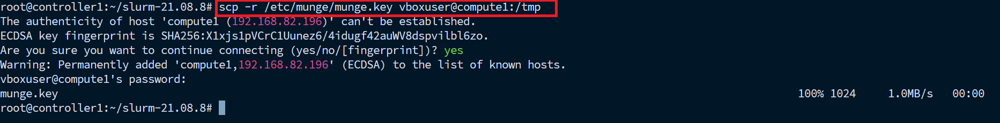 root@controller1:~/slurm-21.08.8# scp -r /etc/munge/munge.key vboxuser@compute1:/tmp
The authenticity of host 'compute1 (192.168.82.196)' can't be established.
ECDSA key fingerprint is SHA256:X1xjs1pVCrC1Uunez6/4idugf42auWV8dspvilbl6zo.
Are you sure you want to continue connecting (yes/no/[fingerprint])? yes
Warning: Permanently added 'compute1,192.168.82.196' (ECDSA) to the list of known hosts.
vboxuser@compute1's password:
munge.key 100% 1024 1.0MB/s 00:00
root@controller1:~/slurm-21.08.8#